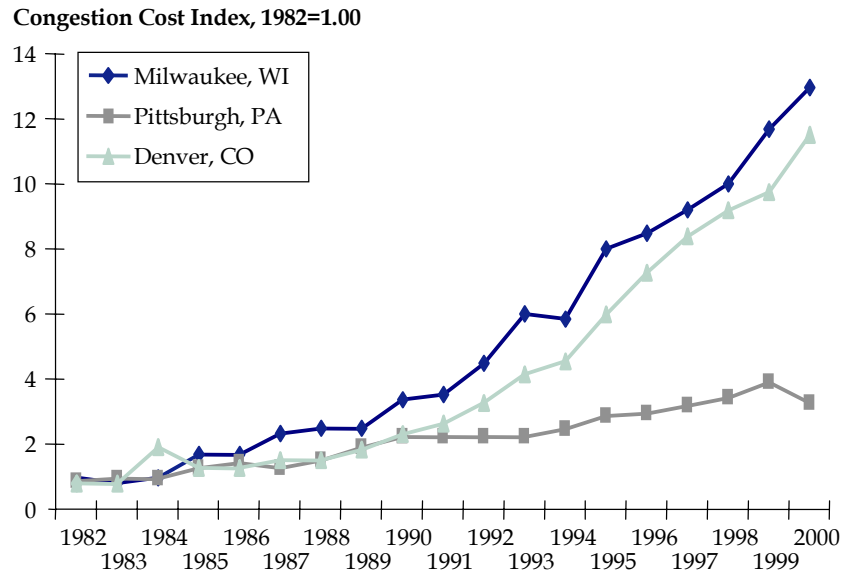 Congestion Cost Index, 1982=1.00
14
12
10
8
6
4
2
0
Milwaukee, WI
Pittsburgh, PA
Denver, CO
1982 1984 1986 1988 1990 1992 1994 1996 1998 2000
1983 1985 1987 1989 1991 1993 1995 1997 1999